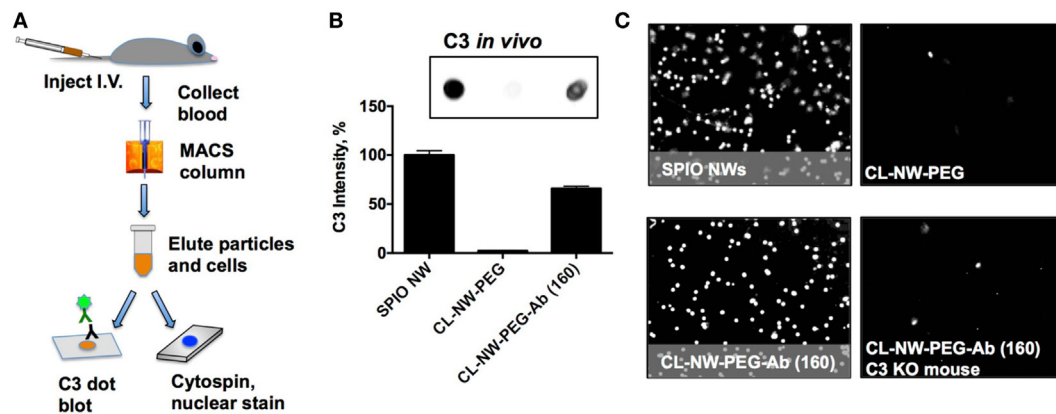 A
Inject I.V.
Collect
blood
MACS
column
Elute particles
and cells
C3 dot
blot
Cytospin,
nuclear stain
B
C3 in vivo
C3 Intensity, %
150
100
50
0
SPIO NW
CL-NW-PEG
CL-NW-PEG-Ab (160)
C
SPIO NWs
CL-NW-PEG
CL-NW-PEG-Ab (160)
CL-NW-PEG-Ab (160)
C3 KO mouse